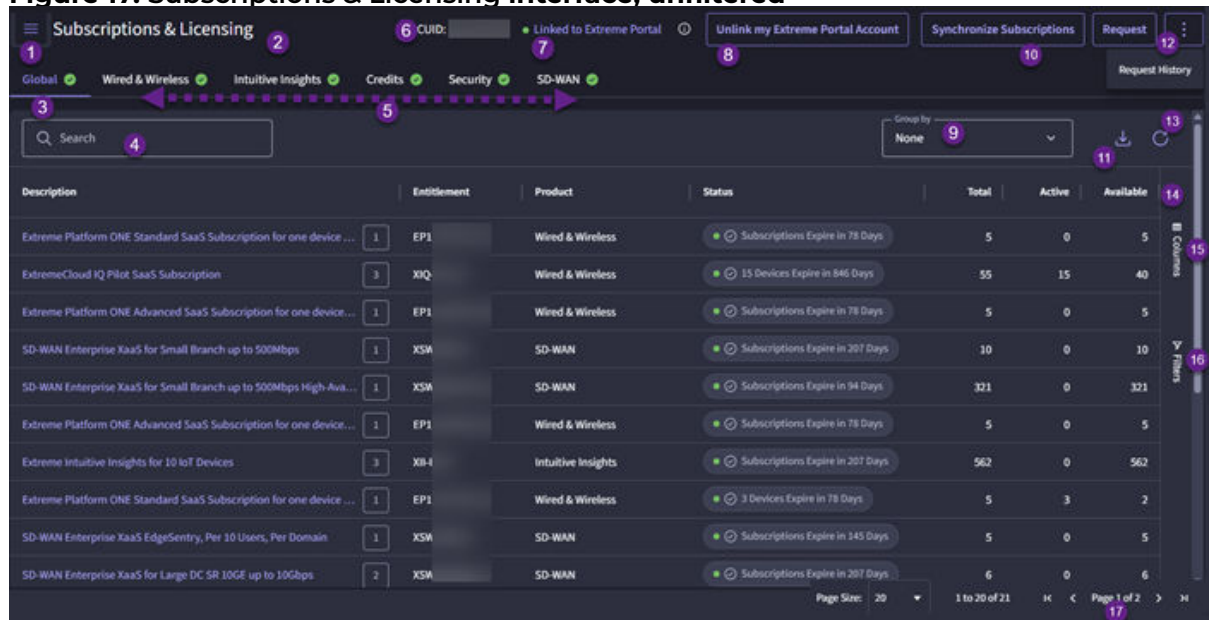 Subscriptions & Licensing CUID: Linked to Extreme Portal Unlink my Extreme Portal Account Synchronize Subscriptions Request
1 2 6 7 8 10 12
Global Wired & Wireless Intuitive Insights Credits Security SD-WAN Request History
3 5
Search 4 Group by None 9 11 13
Description Entitlement Product Status Total Active Available 14
Extreme Platform ONE Standard SaaS Subscription for one device ... 1 EP1 Wired & Wireless Subscriptions Expire in 78 Days 5 0 5
Columns 15
ExtremeCloud IQ Pilot SaaS Subscription 3 XIQ- Wired & Wireless 15 Devices Expire in 846 Days 55 15 40
Extreme Platform ONE Advanced SaaS Subscription for one device... 1 EP1 Wired & Wireless Subscriptions Expire in 78 Days 5 0 5
SD-WAN Enterprise XaaS for Small Branch up to 500Mbps 1 XSW SD-WAN Subscriptions Expire in 207 Days 10 0 10
Filters 16
SD-WAN Enterprise XaaS for Small Branch up to 500Mbps High-Ava... 1 XSW SD-WAN Subscriptions Expire in 94 Days 321 0 321
Extreme Platform ONE Advanced SaaS Subscription for one device... 1 EP1 Wired & Wireless Subscriptions Expire in 78 Days 5 0 5
Extreme Intuitive Insights for 10 IoT Devices 3 XII- Intuitive Insights Subscriptions Expire in 207 Days 562 0 562
Extreme Platform ONE Standard SaaS Subscription for one device ... 1 EP1 Wired & Wireless 3 Devices Expire in 78 Days 5 3 2
SD-WAN Enterprise XaaS EdgeSentry, Per 10 Users, Per Domain 1 XSW SD-WAN Subscriptions Expire in 145 Days 5 0 5
SD-WAN Enterprise XaaS for Large DC SR 10GE up to 10Gbps 2 XSW SD-WAN Subscriptions Expire in 207 Days 6 0 6
Page Size: 20 1 to 20 of 21 Page 1 of 2
17